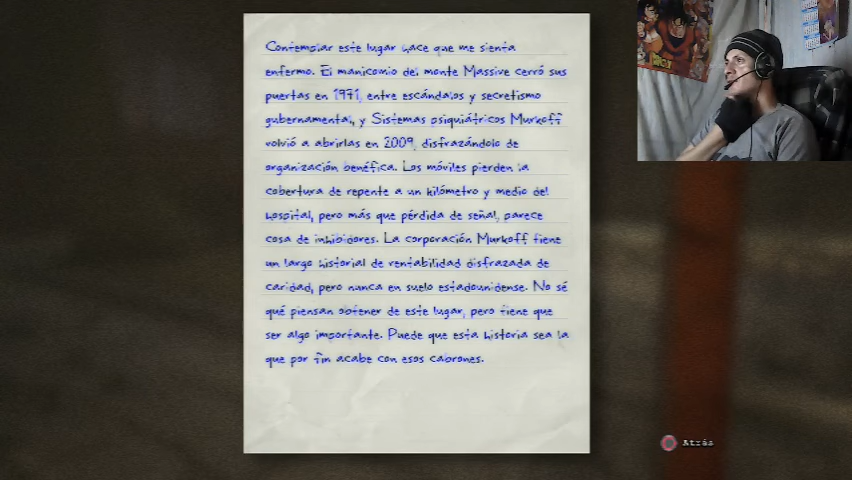 Contemplar este lugar hace que me sienta
enfermo. El manicomio del monte Massive cerró sus
puertas en 1971, entre escándalos y secretismo
gubernamental, y Sistemas psiquiátricos Murkoff
volvió a abrirlas en 2009, disfrazándolo de
organización benéfica. Los móviles pierden la
cobertura de repente a un kilómetro y medio del
hospital, pero más que pérdida de señal, parece
cosa de inhibidores. La corporación Murkoff tiene
un largo historial de rentabilidad disfrazada de
caridad, pero nunca en suelo estadounidense. No sé
qué piensan obtener de este lugar, pero tiene que
ser algo importante. Puede que esta historia sea la
que por fin acabe con esos cabrones.
Atrás